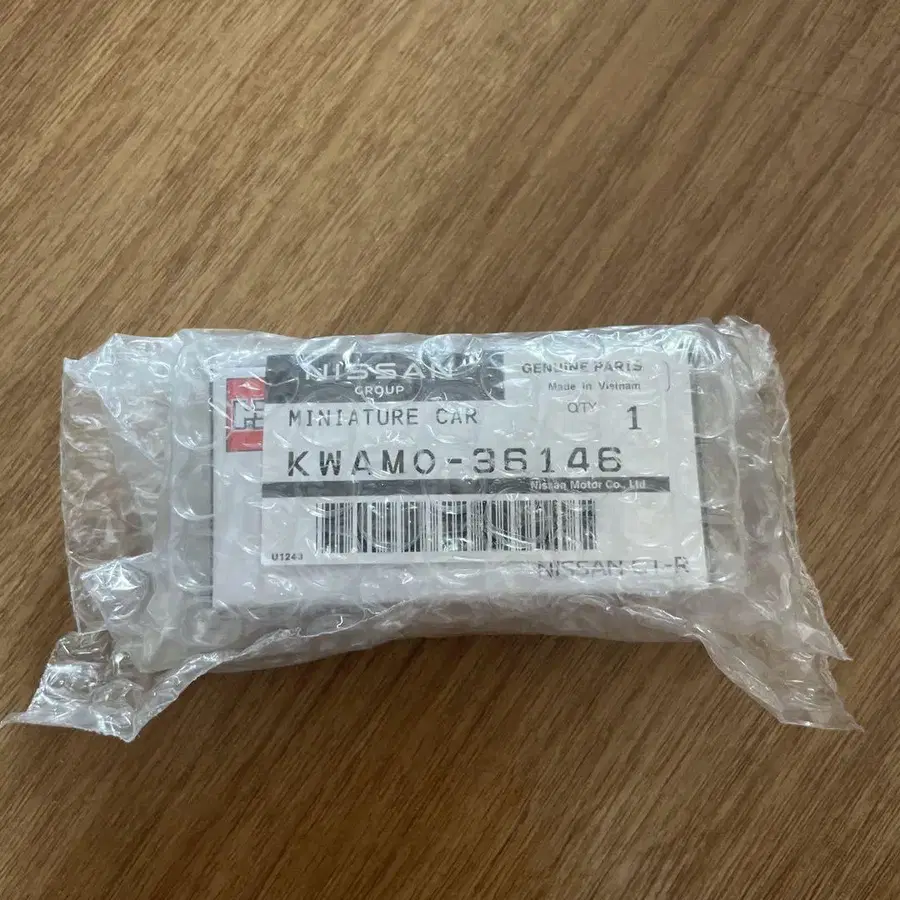 NISSAN
GROUP
GENUINE PARTS
Made in Vietnam
MINIATURE CAR
QTY 1
KWAM0-36146
Nissan Motor Co., Ltd
U1243
NISSAN GT-R